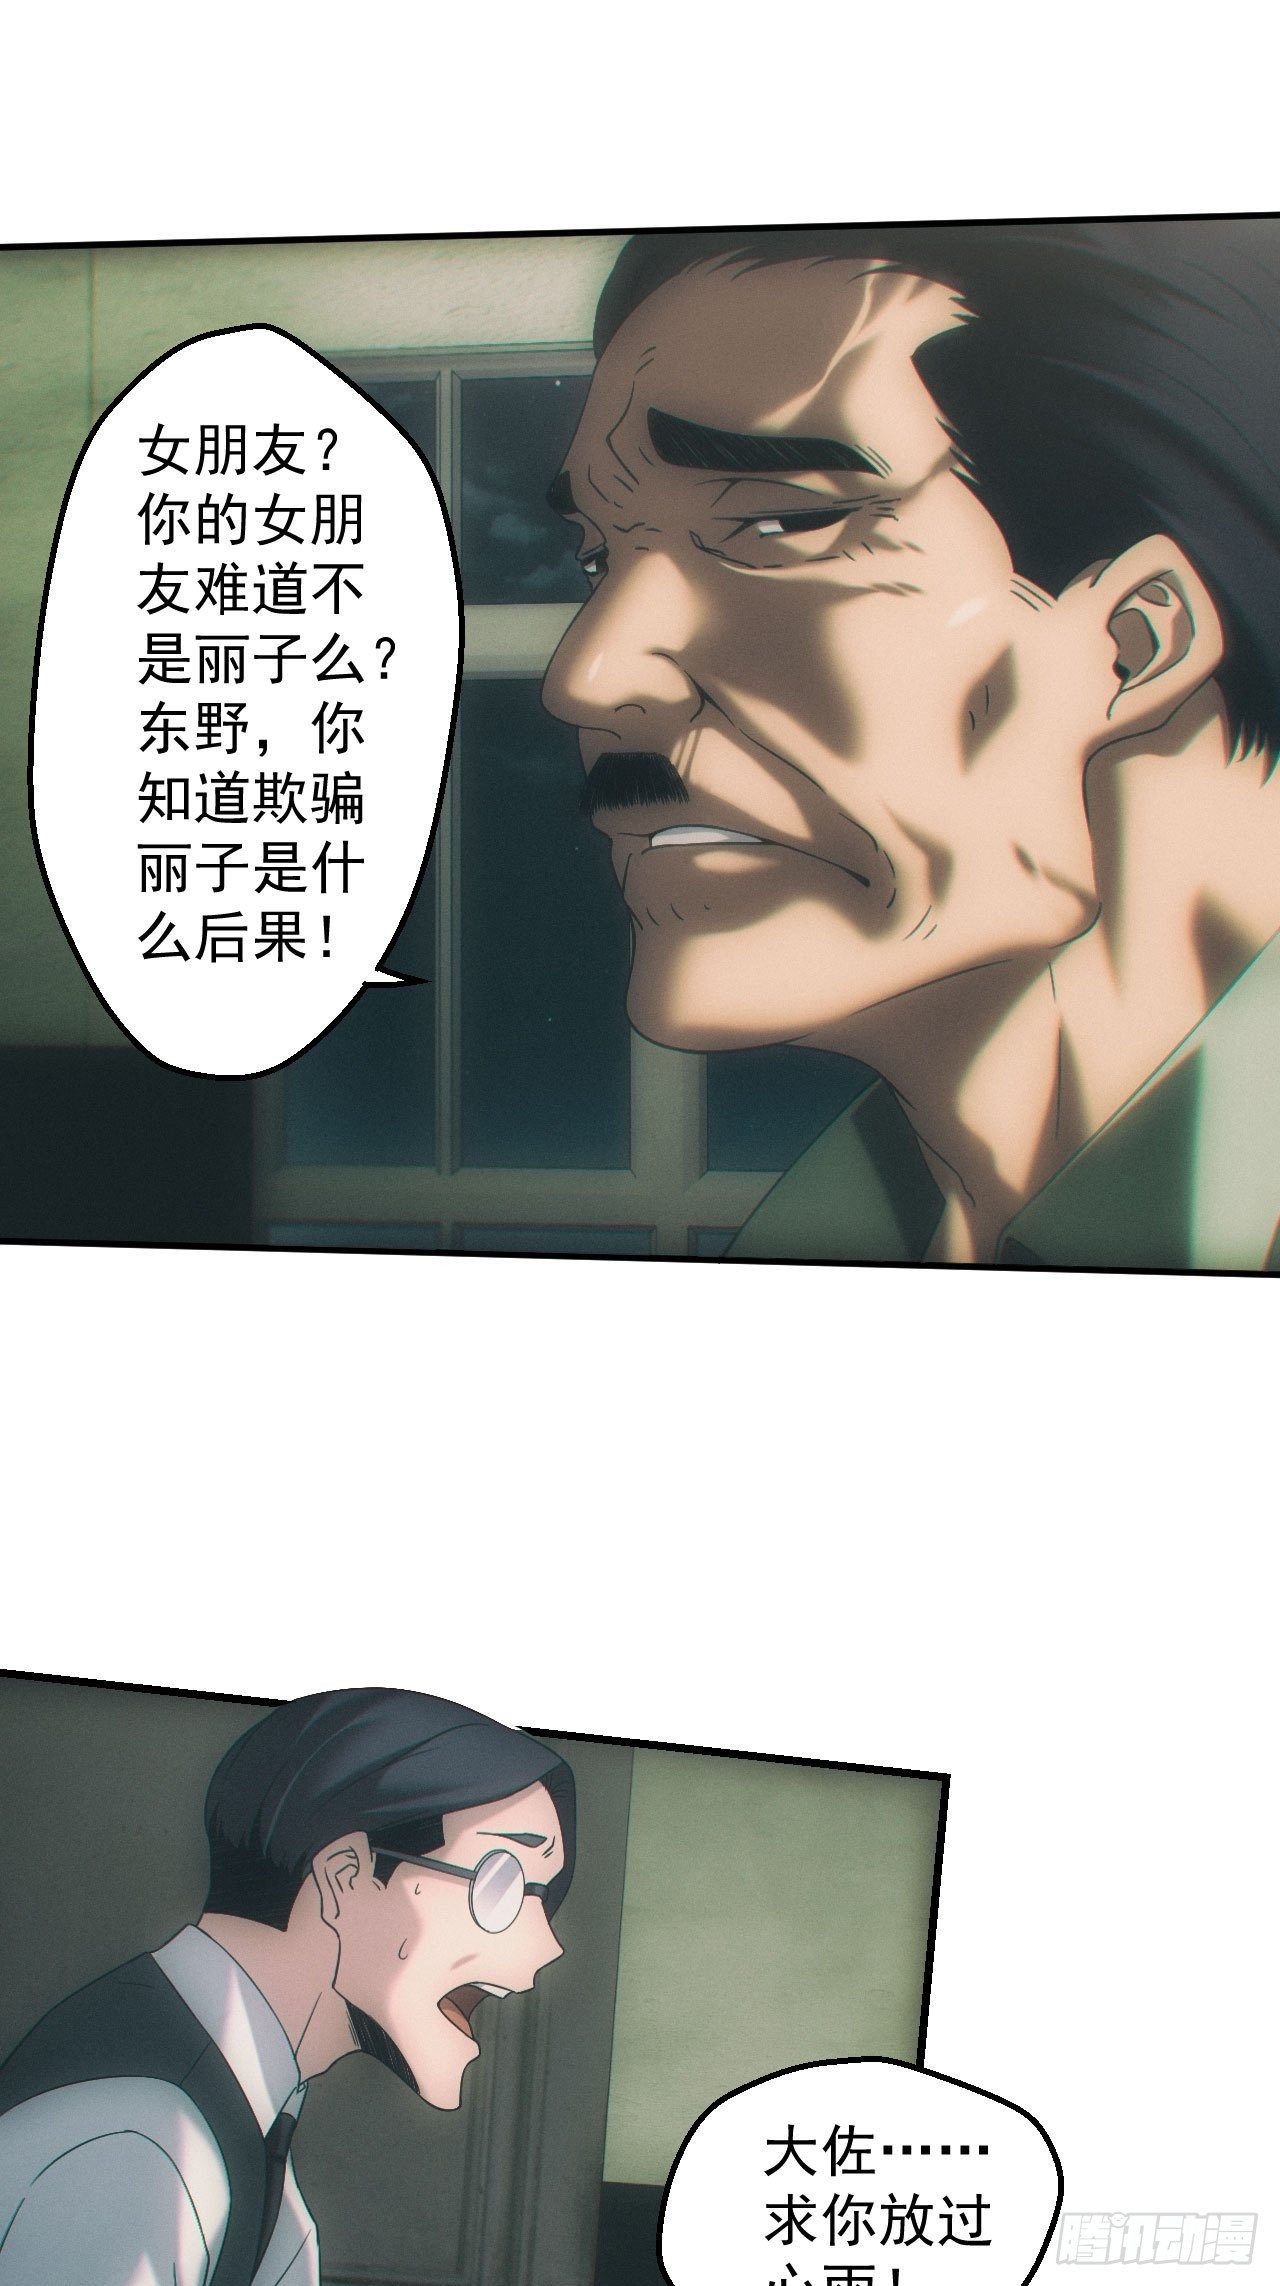 女朋友？
你的女朋
友难道不
是丽子么？
东野，你
知道欺骗
丽子是什
么后果！
大佐……
求你放过
心雨！
腾讯动漫